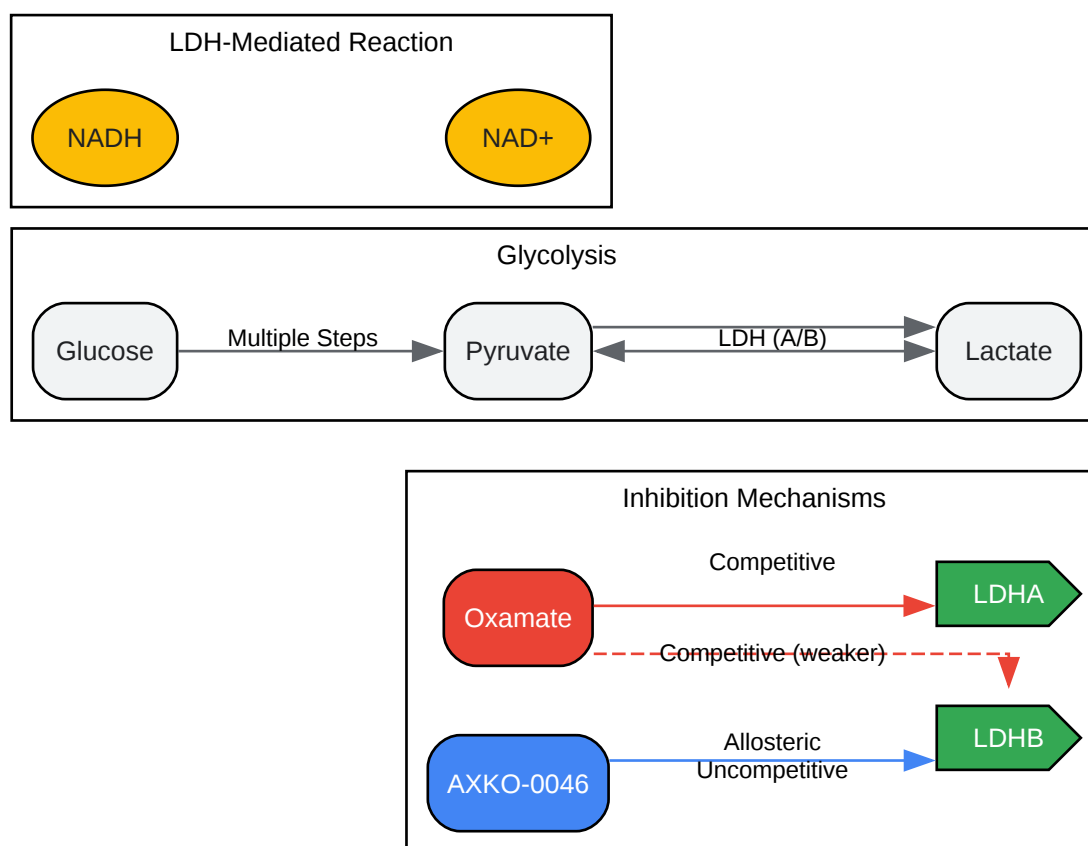 LDH-Mediated Reaction
NADH
NAD+
Glycolysis
Glucose
Multiple Steps
Pyruvate
LDH (A/B)
Lactate
Inhibition Mechanisms
Oxamate
Competitive
LDHA
Competitive (weaker)
AXKO-0046
Allosteric
Uncompetitive
LDHB